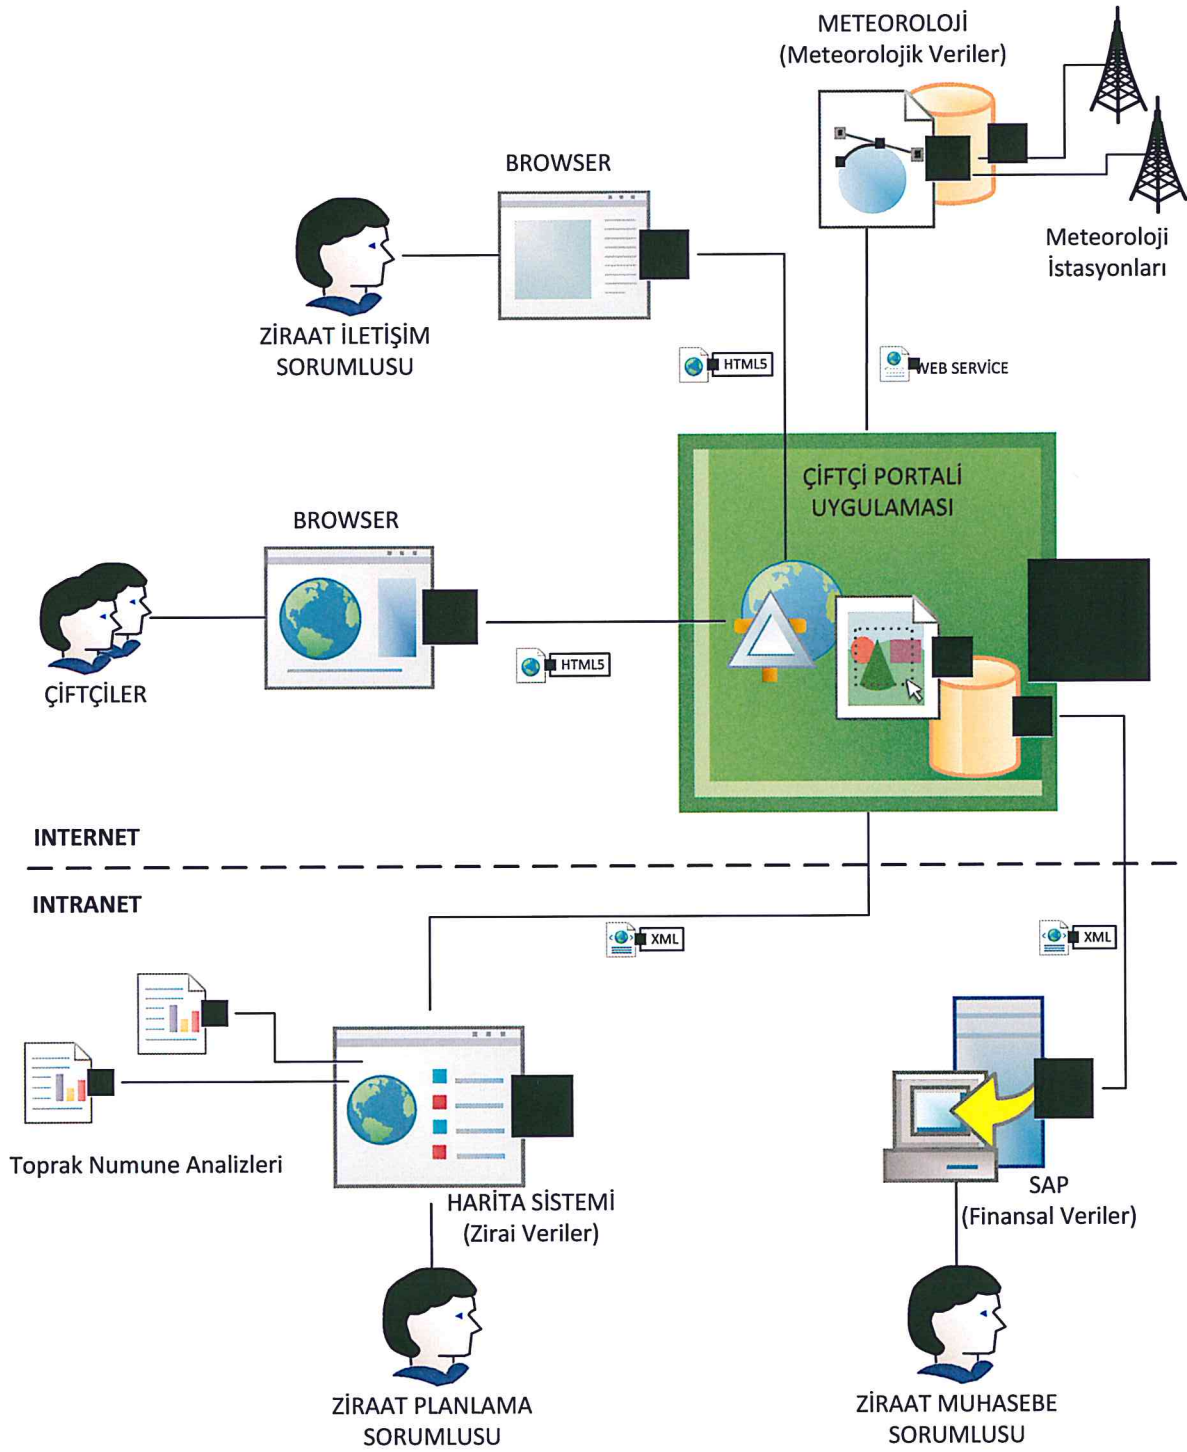 METEOROLOJİ
(Meteorolojik Veriler)
BROWSER
Meteoroloji
İstasyonları
ZİRAAT İLETİŞİM
SORUMLUSU
HTML5
WEB SERVİCE
ÇİFTÇİ PORTALİ
UYGULAMASI
BROWSER
HTML5
ÇİFTÇİLER
INTERNET
INTRANET
XML
XML
Toprak Numune Analizleri
HARİTA SİSTEMİ
(Zirai Veriler)
SAP
(Finansal Veriler)
ZİRAAT PLANLAMA
SORUMLUSU
ZİRAAT MUHASEBE
SORUMLUSU